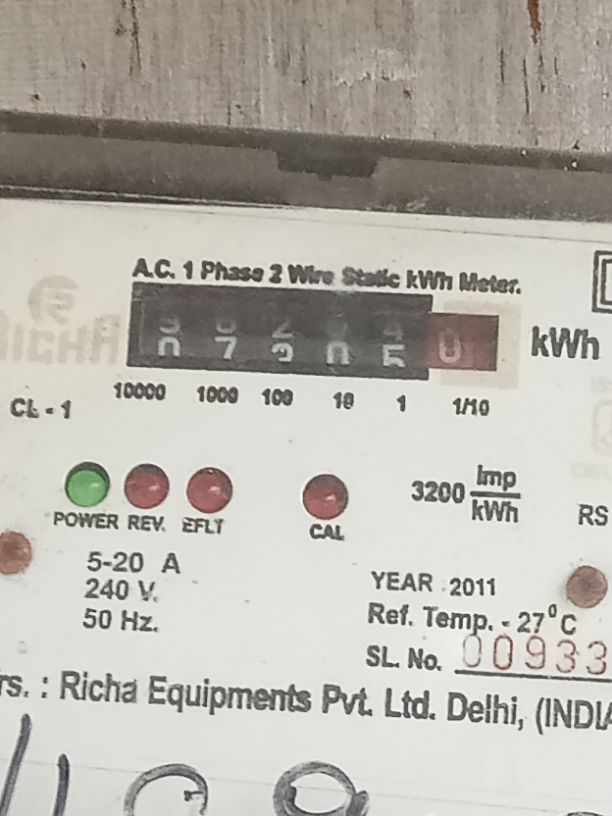 A.C. 1 Phase 2 Wire Static kWh Meter.
RICHA
kWh
10000 1000 100 10 1 1/10
CL - 1
3200 Imp/kWh
POWER REV. EFLT CAL
RS
5-20 A
240 V.
50 Hz.
YEAR : 2011
Ref. Temp. - 27⁰C
SL. No. 00933
rs. : Richa Equipments Pvt. Ltd. Delhi, (INDIA